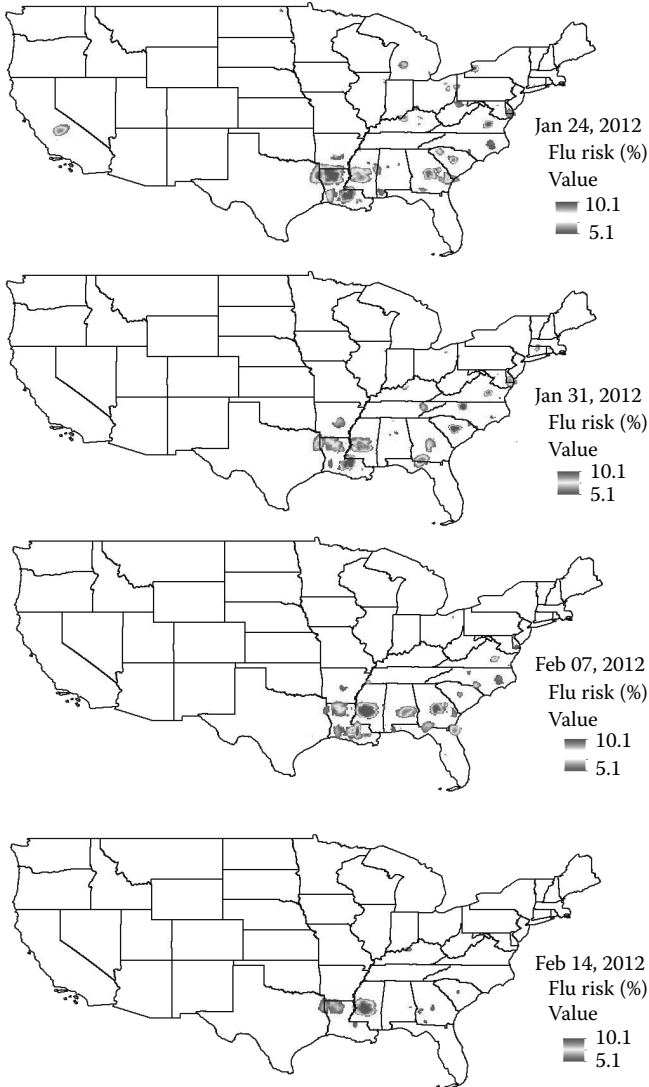 Jan 24, 2012
Flu risk (%)
Value
10.1
5.1
Jan 31, 2012
Flu risk (%)
Value
10.1
5.1
Feb 07, 2012
Flu risk (%)
Value
10.1
5.1
Feb 14, 2012
Flu risk (%)
Value
10.1
5.1